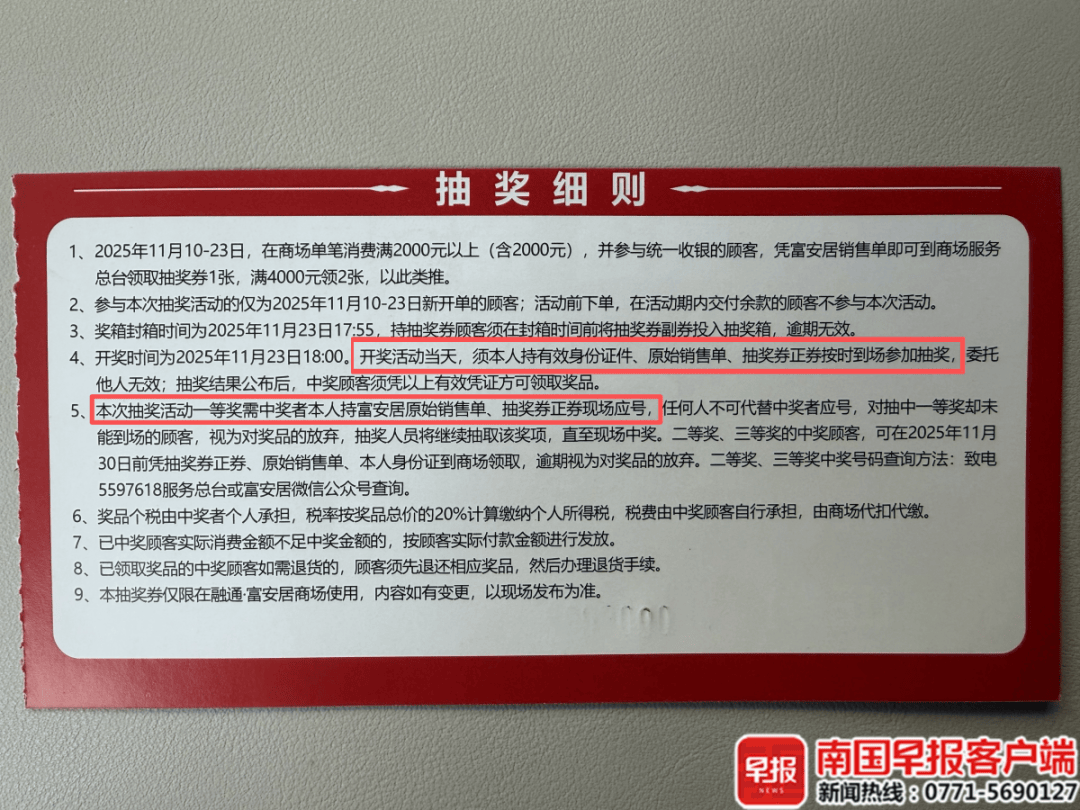 抽奖细则
1、2025年11月10-23日，在商场单笔消费满2000元以上（含2000元），并参与统一收银的顾客，凭富安居销售单即可到商场服务
总台领取抽奖券1张，满4000元领2张，以此类推。
2、参与本次抽奖活动的仅为2025年11月10-23日新开单的顾客；活动前下单，在活动期内交付余款的顾客不参与本次活动。
3、奖箱封箱时间为2025年11月23日17:55，持抽奖券顾客须在封箱时间前将抽奖券副券投入抽奖箱，逾期无效。
4、开奖时间为2025年11月23日18:00。开奖活动当天，须本人持有效身份证件、原始销售单、抽奖券正券按时到场参加抽奖，委托
他人无效；抽奖结果公布后，中奖顾客须凭以上有效凭证方可领取奖品。
5、本次抽奖活动一等奖需中奖者本人持富安居原始销售单、抽奖券正券现场应号，任何人不可代替中奖者应号，对抽中一等奖却未
能到场的顾客，视为对奖品的放弃，抽奖人员将继续抽取该奖项，直至现场中奖。二等奖、三等奖的中奖顾客，可在2025年11月
30日前凭抽奖券正券、原始销售单、本人身份证到商场领取，逾期视为对奖品的放弃。二等奖、三等奖中奖号码查询方法：致电
5597618服务总台或富安居微信公众号查询。
6、奖品个税由中奖者个人承担，税率按奖品总价的20%计算缴纳个人所得税，税费由中奖顾客自行承担，由商场代扣代缴。
7、已中奖顾客实际消费金额不足中奖金额的，按顾客实际付款金额进行发放。
8、已领取奖品的中奖顾客如需退货的，顾客须先退还相应奖品，然后办理退货手续。
9、本抽奖券仅限在融通·富安居商场使用，内容如有变更，以现场发布为准。
早报
NEWS
南国早报客户端
新闻热线：0771-5690127